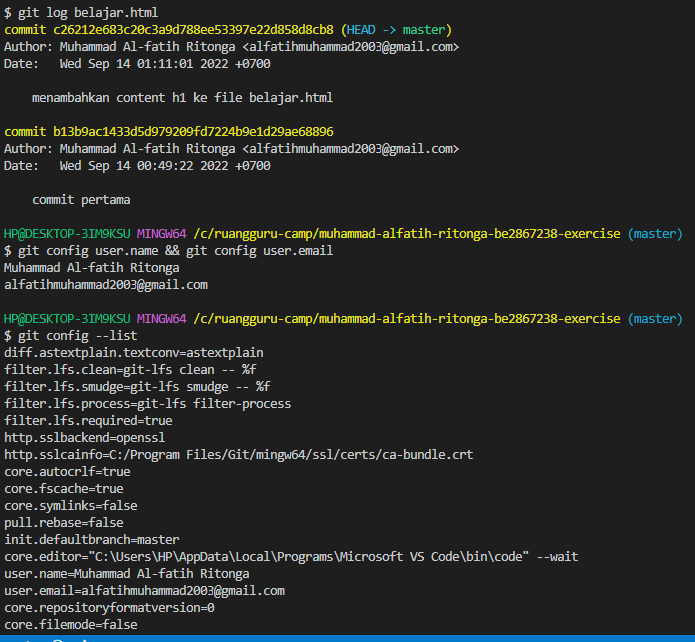 $ git log belajar.html
commit c26212e683c20c3a9d788ee53397e22d858d8cb8 (HEAD -> master)
Author: Muhammad Al-fatih Ritonga <alfatihmuhammad2003@gmail.com>
Date:   Wed Sep 14 01:11:01 2022 +0700
    menambahkan content h1 ke file belajar.html
commit b13b9ac1433d5d979209fd7224b9e1d29ae68896
Author: Muhammad Al-fatih Ritonga <alfatihmuhammad2003@gmail.com>
Date:   Wed Sep 14 00:49:22 2022 +0700
    commit pertama
HP@DESKTOP-3IM9KSU MINGW64 /c/ruangguru-camp/muhammad-alfatih-ritonga-be2867238-exercise (master)
$ git config user.name && git config user.email
Muhammad Al-fatih Ritonga
alfatihmuhammad2003@gmail.com
HP@DESKTOP-3IM9KSU MINGW64 /c/ruangguru-camp/muhammad-alfatih-ritonga-be2867238-exercise (master)
$ git config --list
diff.astextplain.textconv=astextplain
filter.lfs.clean=git-lfs clean -- %f
filter.lfs.smudge=git-lfs smudge -- %f
filter.lfs.process=git-lfs filter-process
filter.lfs.required=true
http.sslbackend=openssl
http.sslcainfo=C:/Program Files/Git/mingw64/ssl/certs/ca-bundle.crt
core.autocrlf=true
core.fscache=true
core.symlinks=false
pull.rebase=false
init.defaultbranch=master
core.editor="C:\Users\HP\AppData\Local\Programs\Microsoft VS Code\bin\code" --wait
user.name=Muhammad Al-fatih Ritonga
user.email=alfatihmuhammad2003@gmail.com
core.repositoryformatversion=0
core.filemode=false